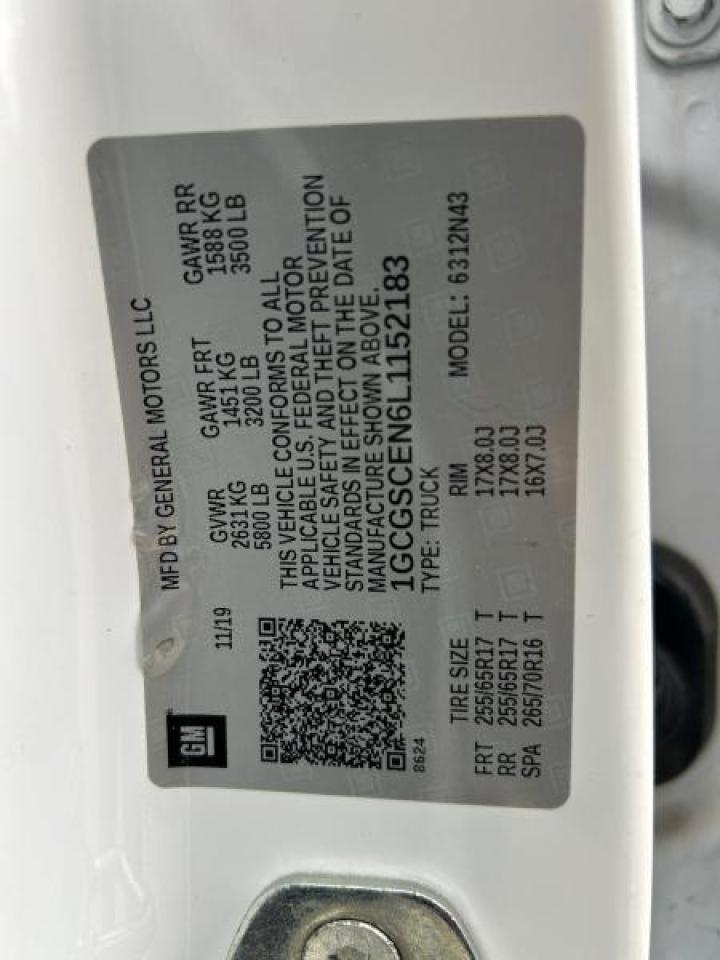 GM
MFD BY GENERAL MOTORS LLC
11/19
GVWR GAWR FRT GAWR RR
2631 KG 1451 KG 1588 KG
5800 LB 3200 LB 3500 LB
THIS VEHICLE CONFORMS TO ALL
APPLICABLE U.S. FEDERAL MOTOR
VEHICLE SAFETY AND THEFT PREVENTION
STANDARDS IN EFFECT ON THE DATE OF
MANUFACTURE SHOWN ABOVE.
1GCGSCEN6L1152183
8624
TYPE: TRUCK MODEL: 6312N43
TIRE SIZE RIM
FRT 255/65R17 T 17X8.0J
RR 255/65R17 T 17X8.0J
SPA 265/70R16 T 16X7.0J